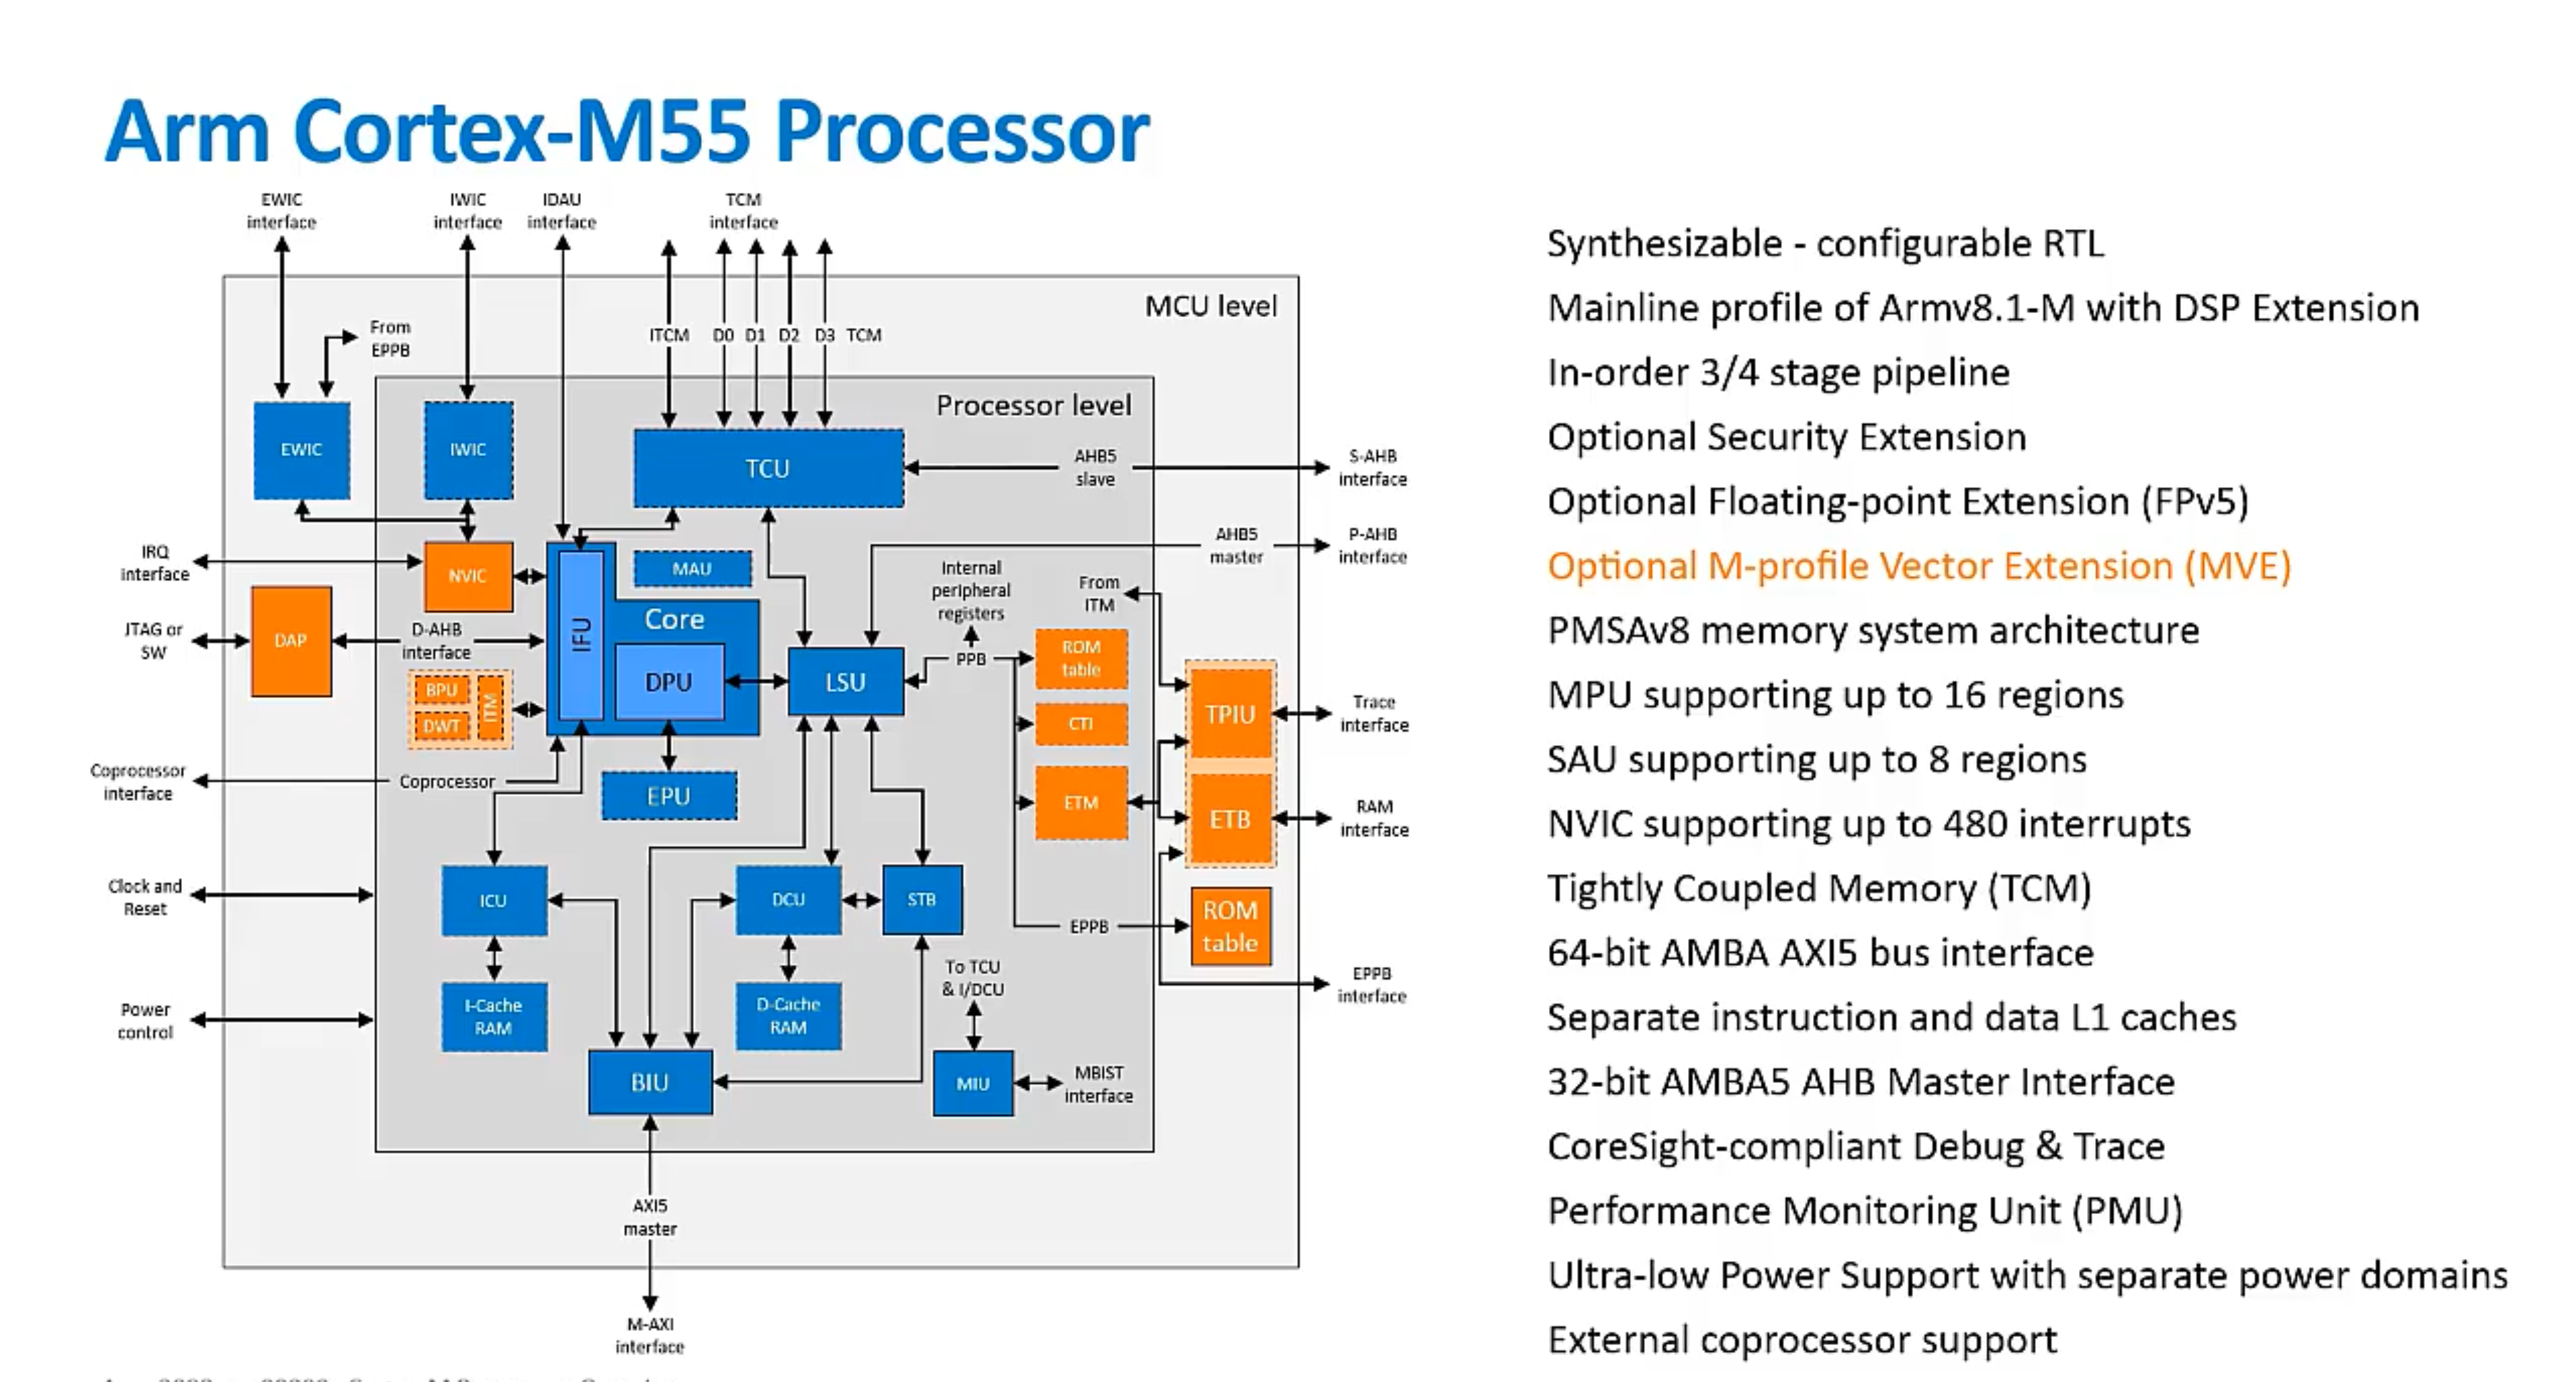 Arm Cortex-M55 Processor
EWIC
interface
IWIC
interface
IDAU
interface
TCM
interface
MCU level
From
EPPB
ITCM
D0
D1
D2
D3
TCM
Processor level
EWIC
IWIC
TCU
AHB5
slave
S-AHB
interface
IRQ
interface
NVIC
IFU
MAU
Core
DPU
AHB5
master
P-AHB
interface
Internal
peripheral
registers
From
ITM
JTAG or
SW
DAP
D-AHB
interface
BPU
DWT
ITM
LSU
PPB
ROM
table
CTI
ETM
TPIU
ETB
Trace
interface
RAM
interface
Coprocessor
interface
Coprocessor
EPU
Clock and
Reset
ICU
DCU
STB
EPPB
ROM
table
Power
control
I-Cache
RAM
D-Cache
RAM
To TCU
& I/DCU
EPPB
interface
BIU
MIU
MBIST
interface
AXI5
master
M-AXI
interface
Synthesizable - configurable RTL
Mainline profile of Armv8.1-M with DSP Extension
In-order 3/4 stage pipeline
Optional Security Extension
Optional Floating-point Extension (FPv5)
Optional M-profile Vector Extension (MVE)
PMSAv8 memory system architecture
MPU supporting up to 16 regions
SAU supporting up to 8 regions
NVIC supporting up to 480 interrupts
Tightly Coupled Memory (TCM)
64-bit AMBA AXI5 bus interface
Separate instruction and data L1 caches
32-bit AMBA5 AHB Master Interface
CoreSight-compliant Debug & Trace
Performance Monitoring Unit (PMU)
Ultra-low Power Support with separate power domains
External coprocessor support